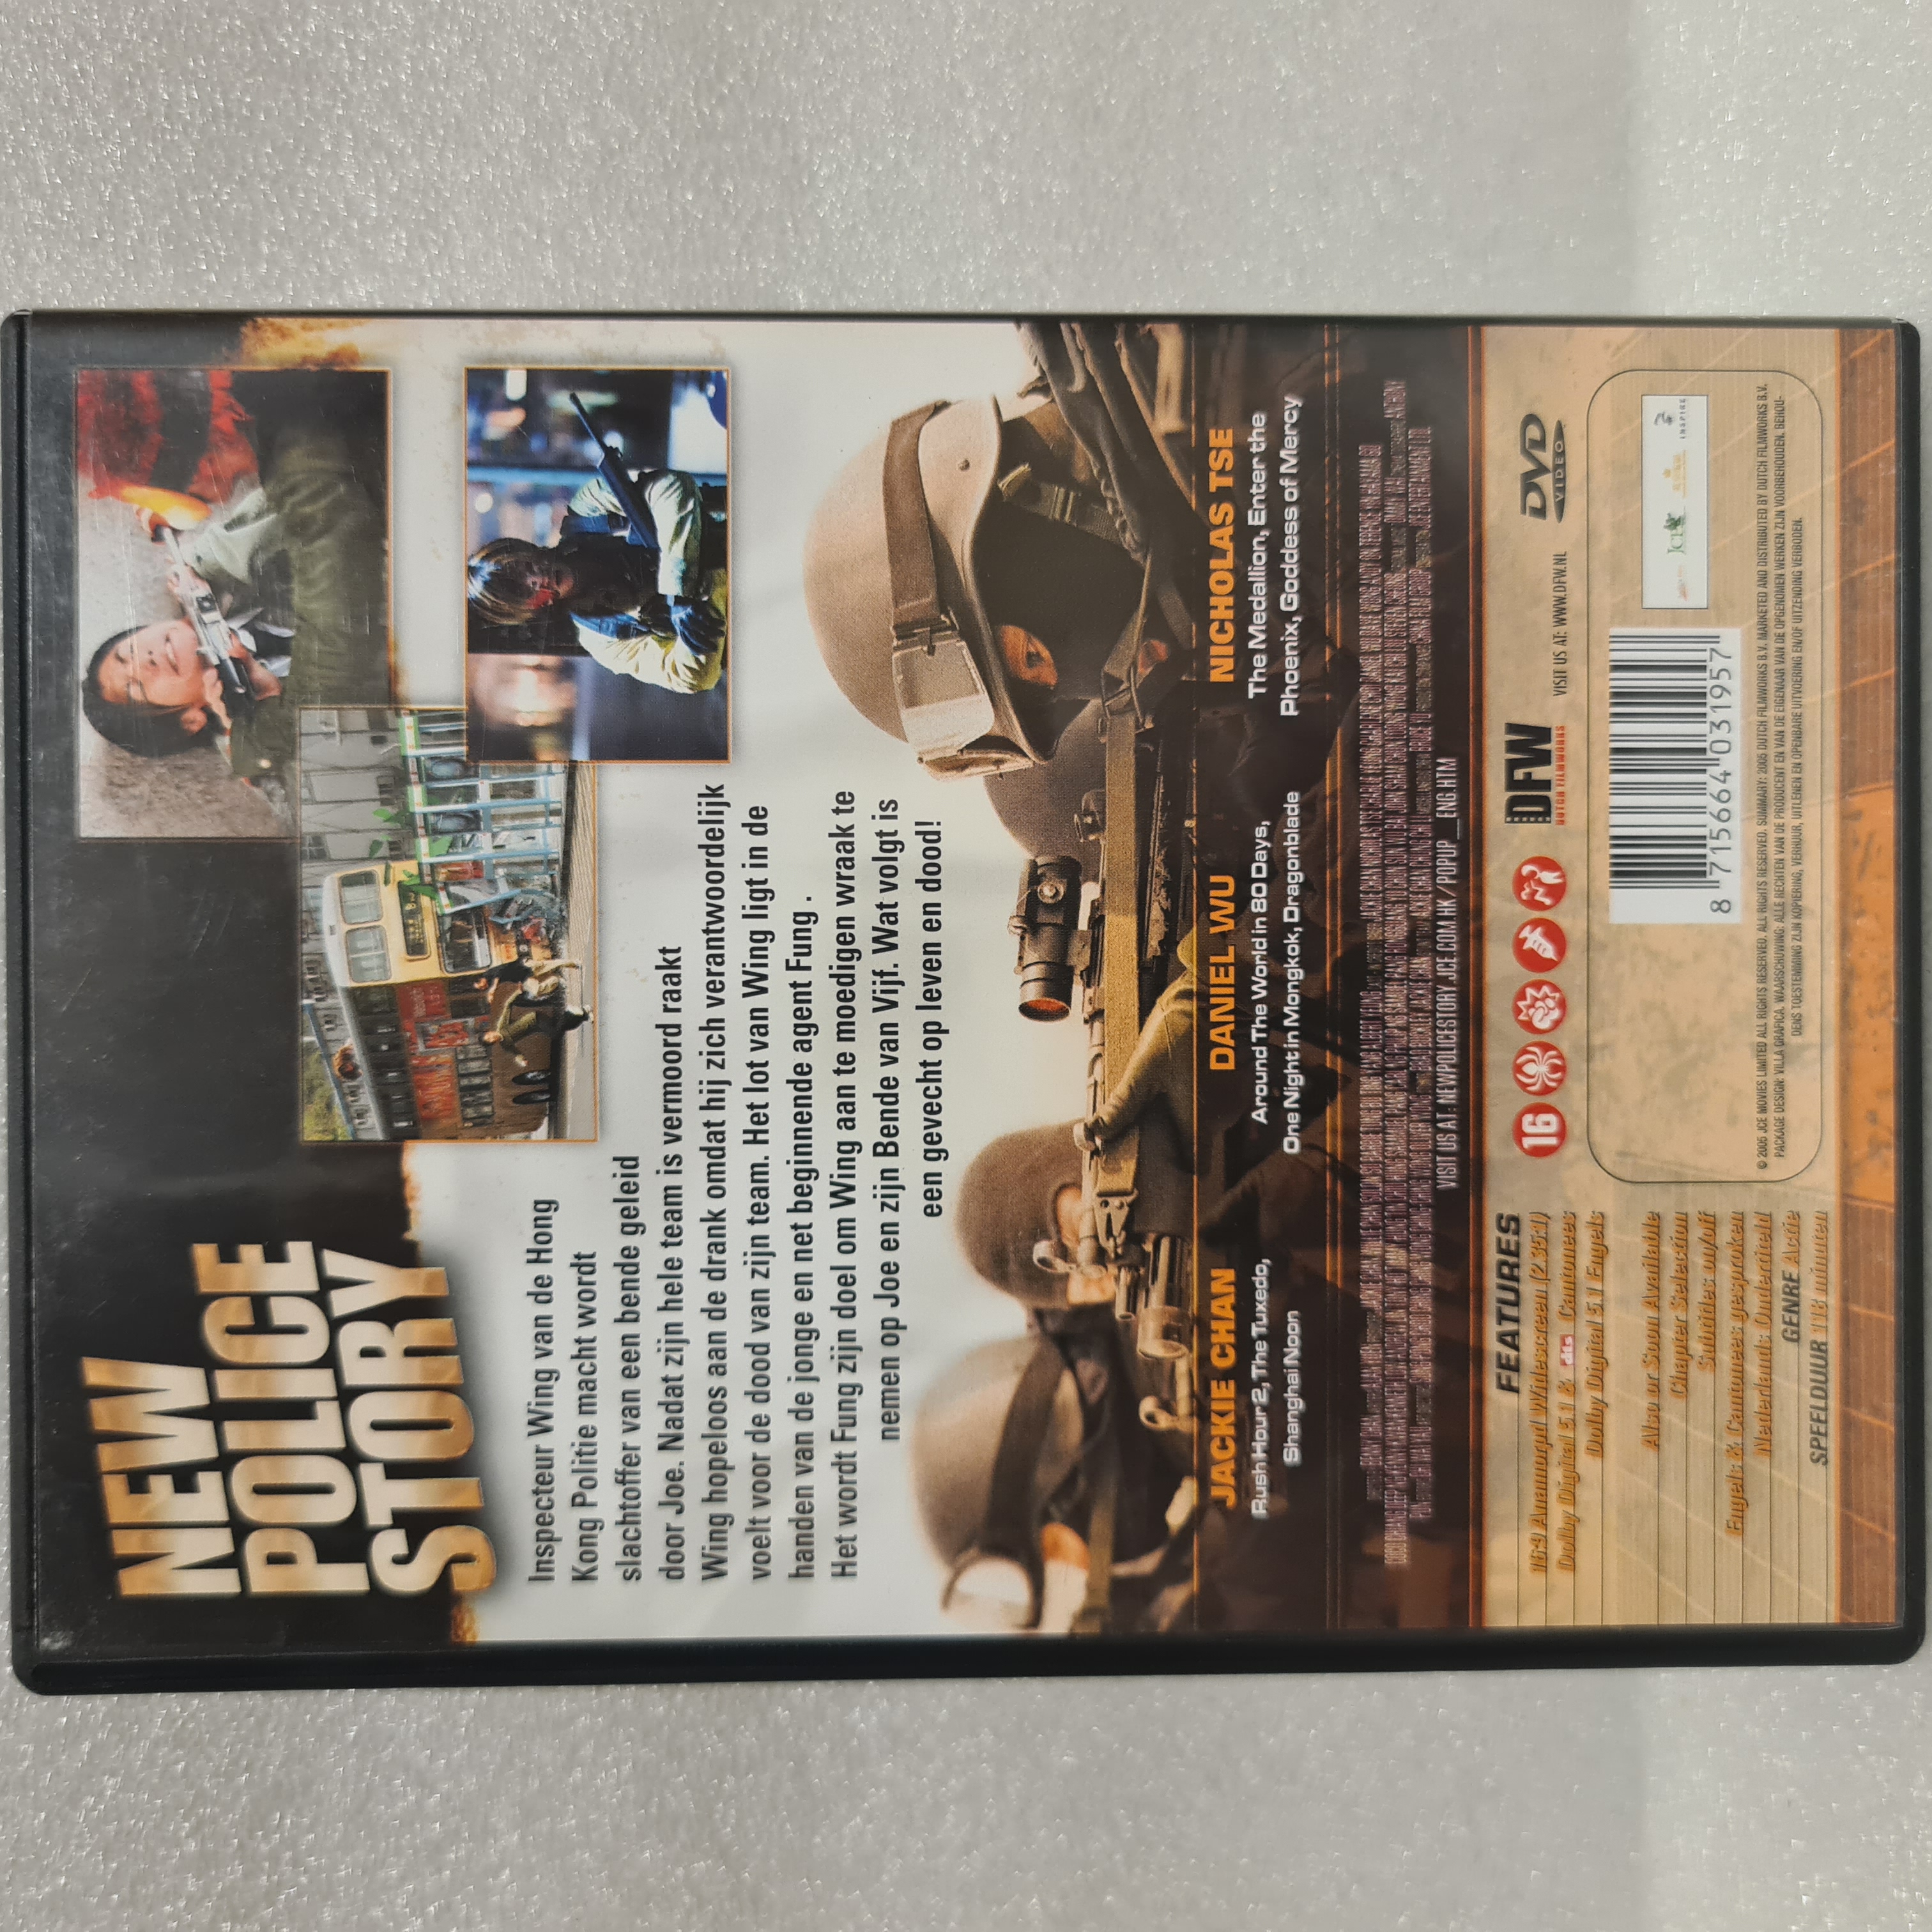 NEW
POLICE
STORY
Inspecteur Wing van de Hong
Kong Politie macht wordt
slachtoffer van een bende geleid
door Joe. Nadat zijn hele team is vermoord raakt
Wing hopeloos aan de drank omdat hij zich verantwoordelijk
voelt voor de dood van zijn team. Het lot van Wing ligt in de
handen van de jonge en net beginnende agent Fung .
Het wordt Fung zijn doel om Wing aan te moedigen wraak te
nemen op Joe en zijn Bende van Vijf. Wat volgt is
een gevecht op leven en dood!
JACKIE CHAN
Rush Hour 2, The Tuxedo,
Shanghai Noon
DANIEL WU
Around The World in 80 Days,
One Night in Mongkok, Dragonblade
NICHOLAS TSE
The Medallion, Enter the
Phoenix, Goddess of Mercy
VISIT US AT: NEWPOLICESTORY.JCE.COM.HK/POPUP_ENG.HTM
FEATURES
16:9 Anamorph Widescreen (2.35:1)
Dolby Digital 5.1 & dts Cantonees
Dolby Digital 5.1 Engels
Also or Soon Available
Chapter Selection
Subtitles: on/off
Engels & Cantonees gesproken
Nederlands Ondertiteld
GENRE Actie
SPEELDUUR 118 minuten
16
DFW
DUTCH FILMWORKS
VISIT US AT: WWW.DFW.NL
DVD
VIDEO
8 715664 031957
JCE
INSPIRE
© 2005 JCE MOVIES LIMITED ALL RIGHTS RESERVED. ALL RIGHTS RESERVED. SUMMARY: 2005 DUTCH FILMWORKS B.V. MARKETED AND DISTRIBUTED BY DUTCH FILMWORKS B.V.
PACKAGE DESIGN: VILLA GRAFICA. WAARSCHUWING: ALLE RECHTEN VAN DE PRODUCENT EN VAN DE EIGENAAR VAN DE OPGENOMEN WERKEN ZIJN VOORBEHOUDEN. BEHOU-
DENS TOESTEMMING ZIJN KOPIERING, VERHUUR, UITLENEN EN OPENBARE UITVOERING EN/OF UITZENDING VERBODEN.